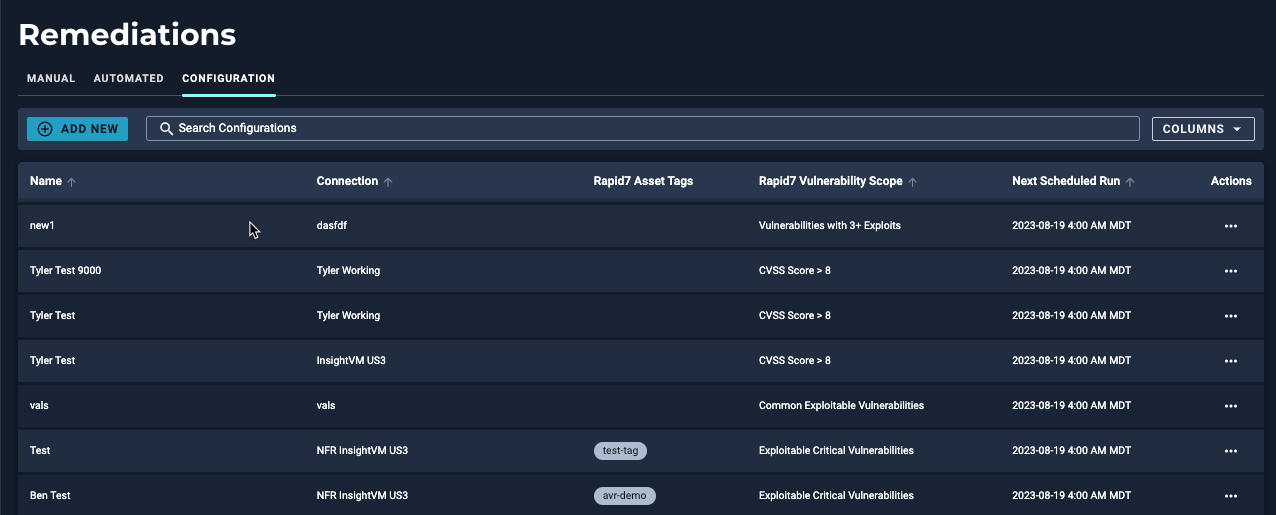 Remediations
MANUAL AUTOMATED CONFIGURATION
ADD NEW Search Configurations COLUMNS
Name Connection Rapid7 Asset Tags Rapid7 Vulnerability Scope Next Scheduled Run Actions
new1 dasfdf Vulnerabilities with 3+ Exploits 2023-08-19 4:00 AM MDT
Tyler Test 9000 Tyler Working CVSS Score > 8 2023-08-19 4:00 AM MDT
Tyler Test Tyler Working CVSS Score > 8 2023-08-19 4:00 AM MDT
Tyler Test InsightVM US3 CVSS Score > 8 2023-08-19 4:00 AM MDT
vals vals Common Exploitable Vulnerabilities 2023-08-19 4:00 AM MDT
Test NFR InsightVM US3 test-tag Exploitable Critical Vulnerabilities 2023-08-19 4:00 AM MDT
Ben Test NFR InsightVM US3 avr-demo Exploitable Critical Vulnerabilities 2023-08-19 4:00 AM MDT